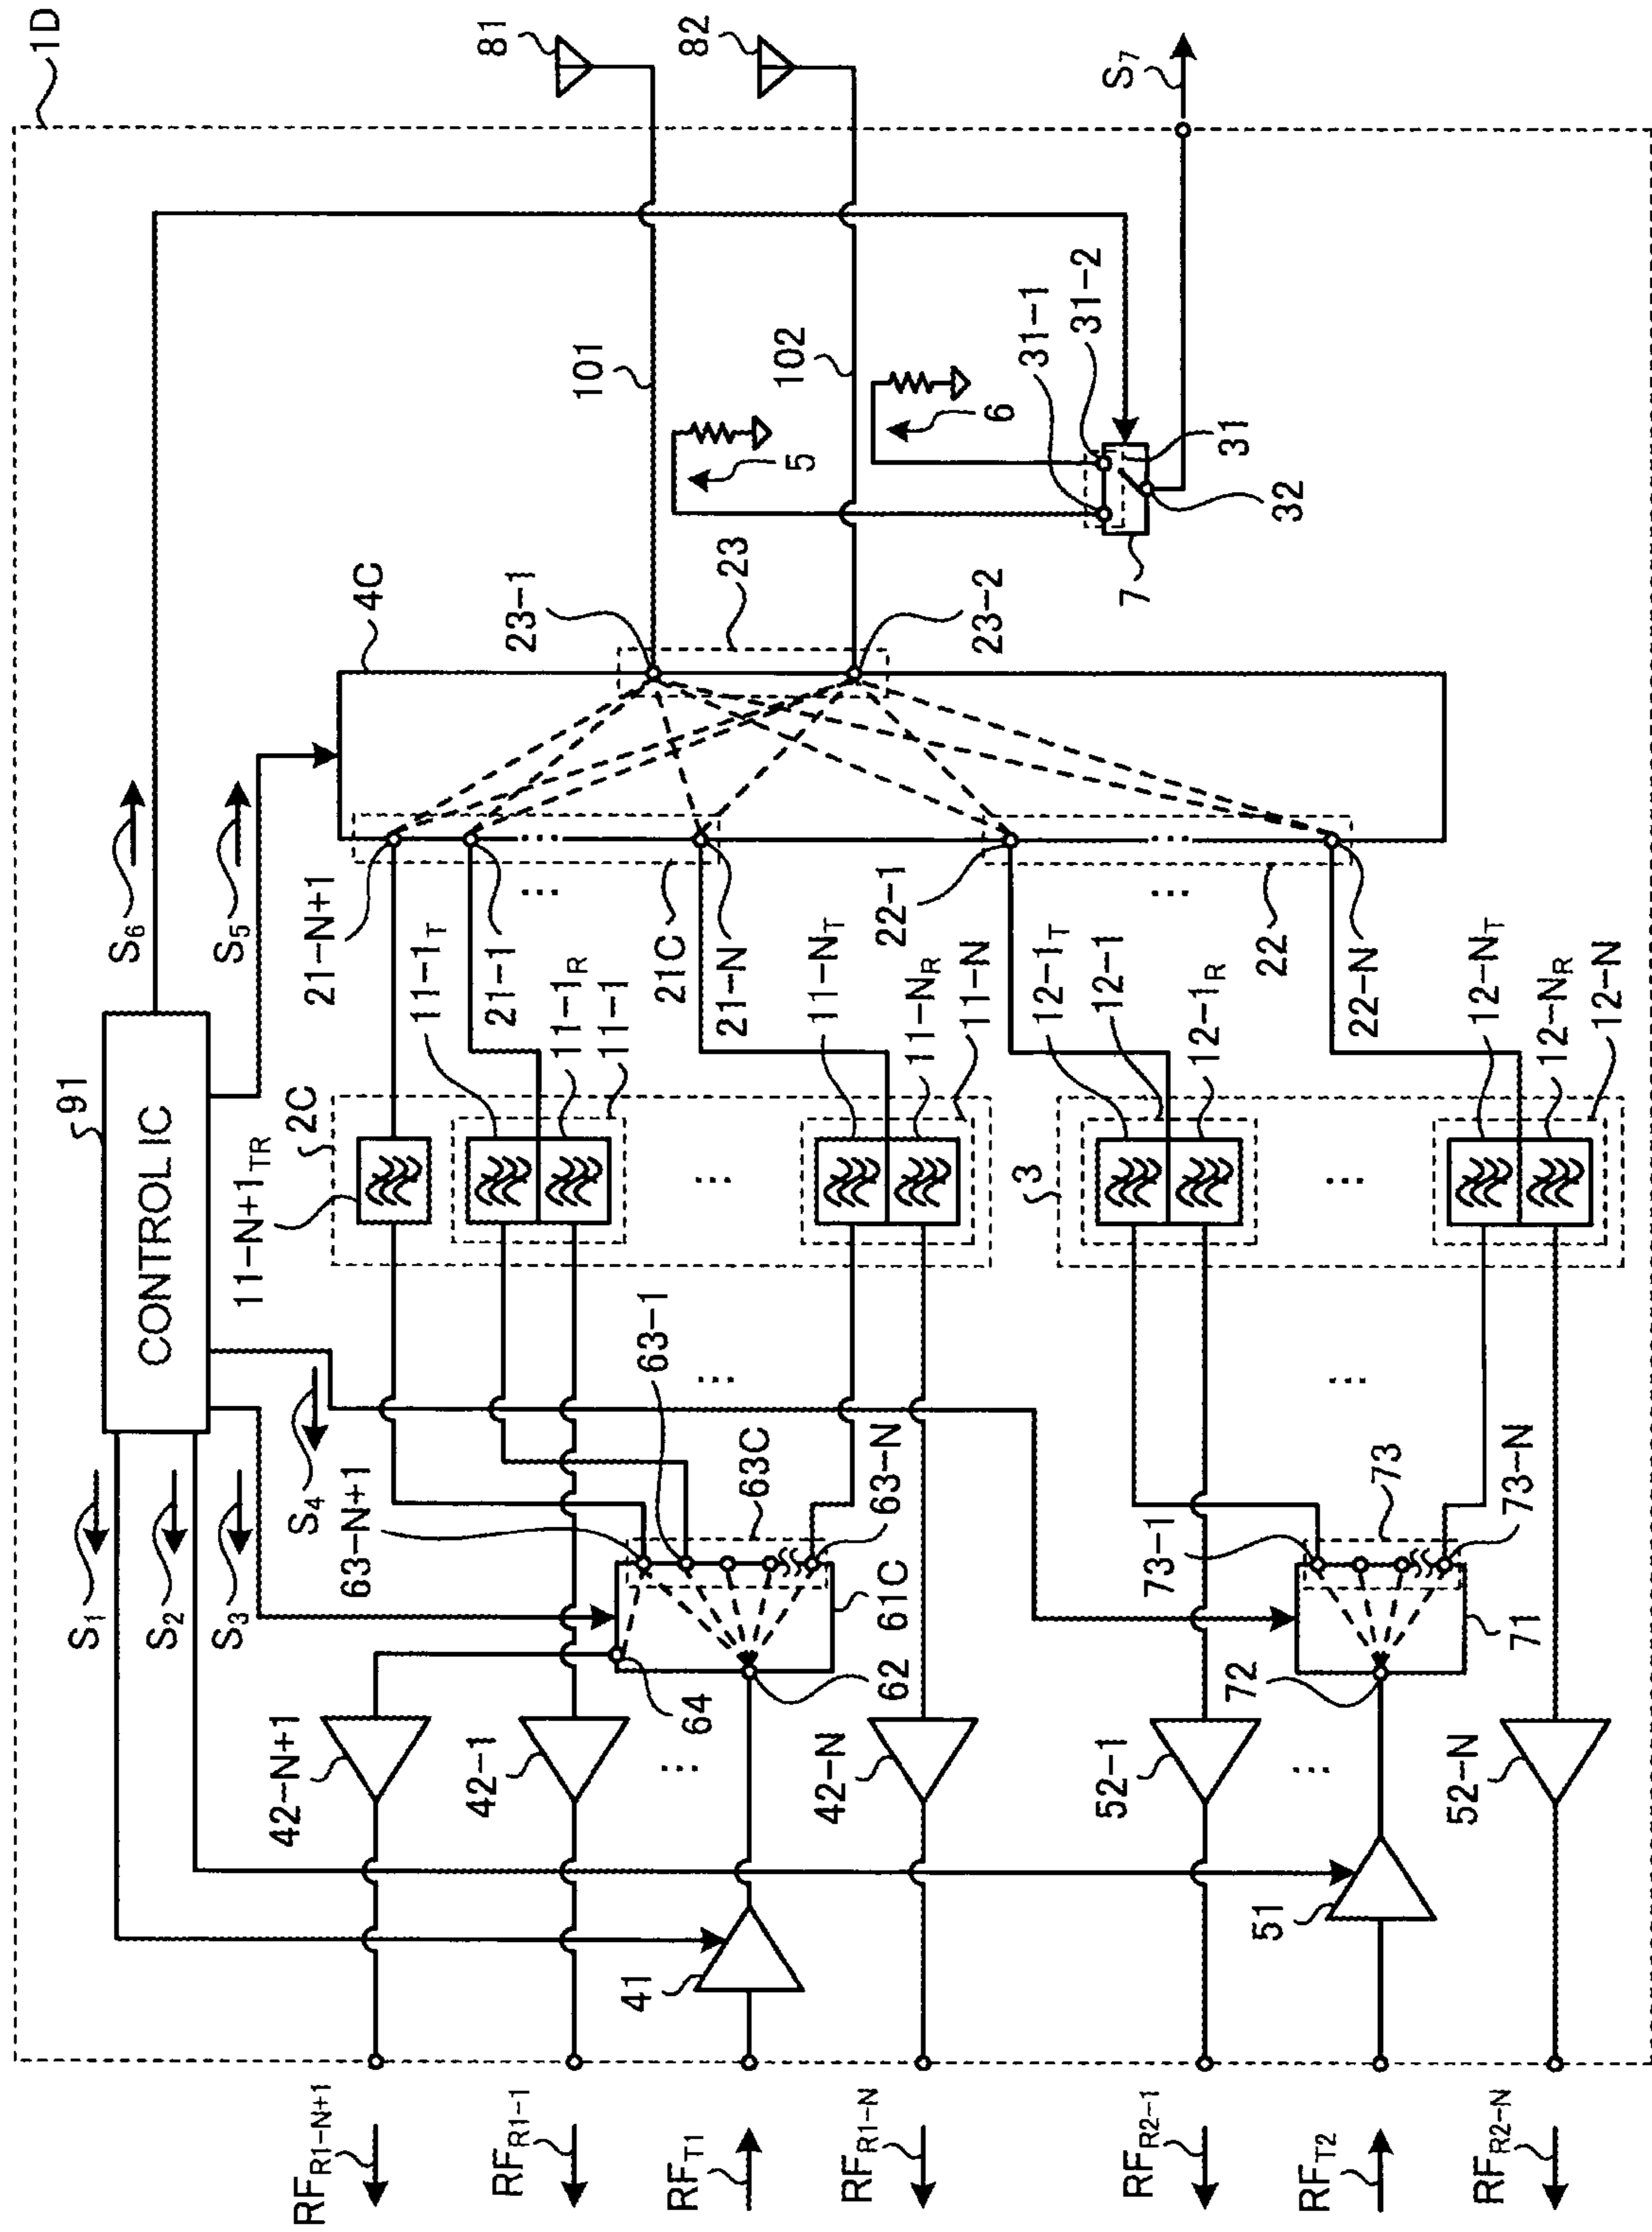 1D
81
82
S7
101
102
5
6
31-1
31-2
31
32
7
4C
23-1
23
23-2
S6
S5
21-N+1
21-1
21C
21-N
22-1
22
22-N
...
...
...
...
91
CONTROLIC
2C
11-N+1TR
11-1T
11-1R
11-1
11-NT
11-NR
11-N
3
12-1T
12-1
12-1R
12-NT
12-NR
12-N
...
...
...
...
S1
S2
S3
S4
63-N+1
63-1
63C
63-N
61C
64
62
73-1
73
73-N
71
72
42-N+1
42-1
...
42-N
52-1
...
52-N
41
51
RFR1-N+1
RFR1-1
RFT1
RFR1-N
RFR2-1
RFT2
RFR2-N